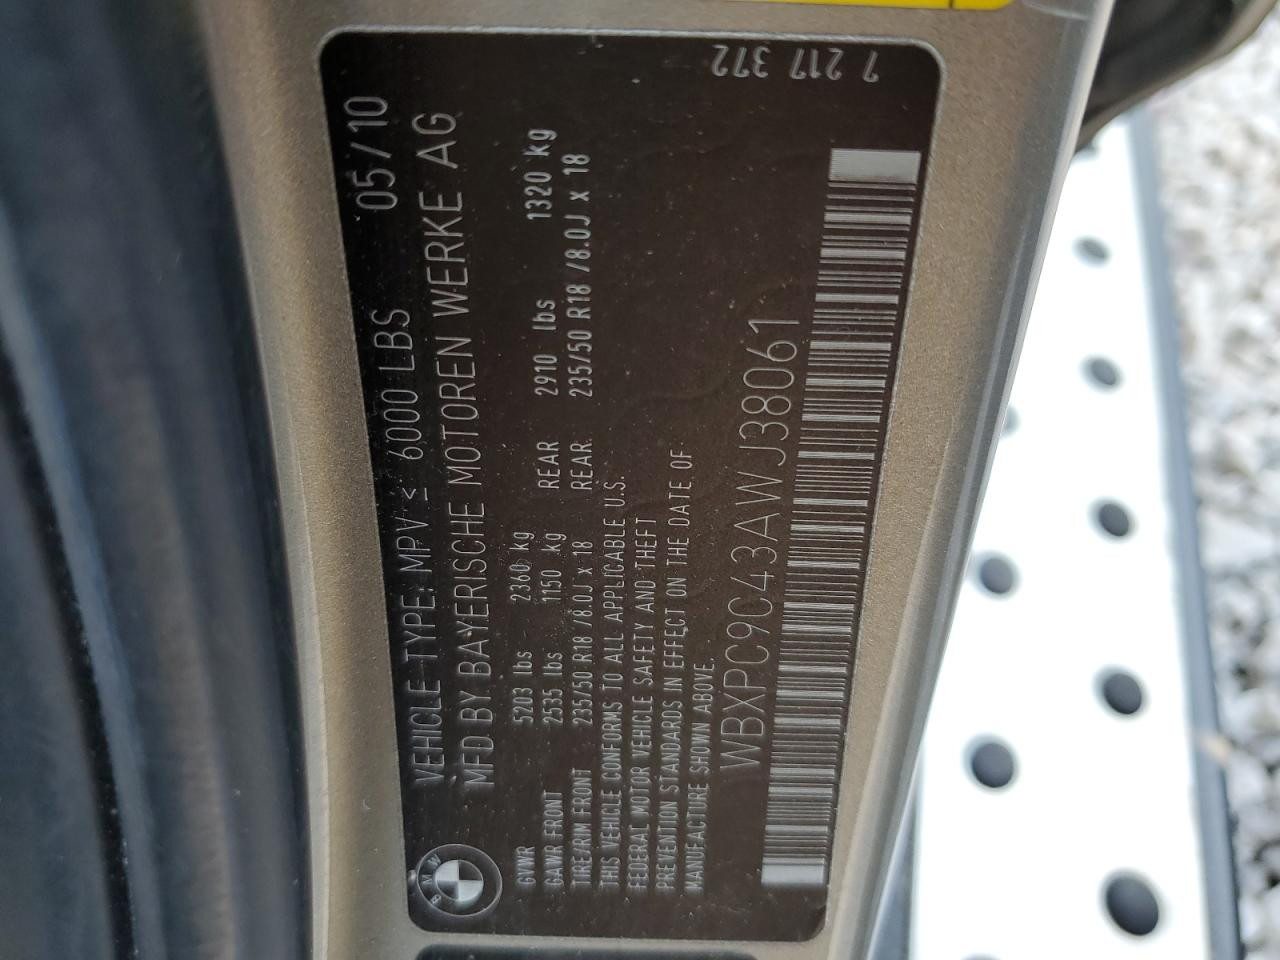 BMW
VEHICLE TYPE: MPV ≤ 6000 LBS 05/10
MFD BY BAYERISCHE MOTOREN WERKE AG
GVWR 5203 lbs 2360 kg
GAWR FRONT 2535 lbs 1150 kg REAR 2910 lbs 1320 kg
TIRE/RIM FRONT 235/50 R18 /8.0J x 18 REAR 235/50 R18 /8.0J x 18
THIS VEHICLE CONFORMS TO ALL APPLICABLE U.S.
FEDERAL MOTOR VEHICLE SAFETY AND THEFT
PREVENTION STANDARDS IN EFFECT ON THE DATE OF
MANUFACTURE SHOWN ABOVE.
WBXPC9C43AWJ38061
7 217 372